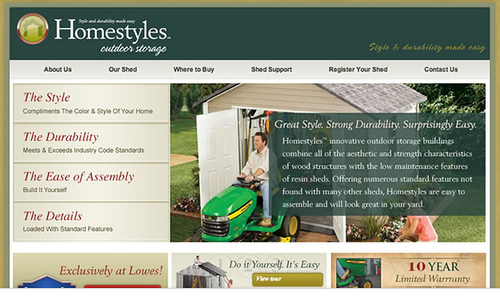 Style and durability made easy
Homestyles™
outdoor storage
Style & durability made easy
About Us
Our Shed
Where to Buy
Shed Support
Register Your Shed
Contact Us
The Style
Compliments The Color & Style Of Your Home
The Durability
Meets & Exceeds Industry Code Standards
The Ease of Assembly
Build It Yourself
The Details
Loaded With Standard Features
Great Style. Strong Durability. Surprisingly Easy.
Homestyles™ innovative outdoor storage buildings
combine all of the aesthetic and strength characteristics
of wood structures with the low maintenance features
of resin sheds. Offering numerous standard features not
found with many other sheds, Homestyles are easy to
assemble and will look great in your yard.
Exclusively at Lowes!
Do it Yourself. It's Easy
View tour
10 YEAR
Limited Warranty